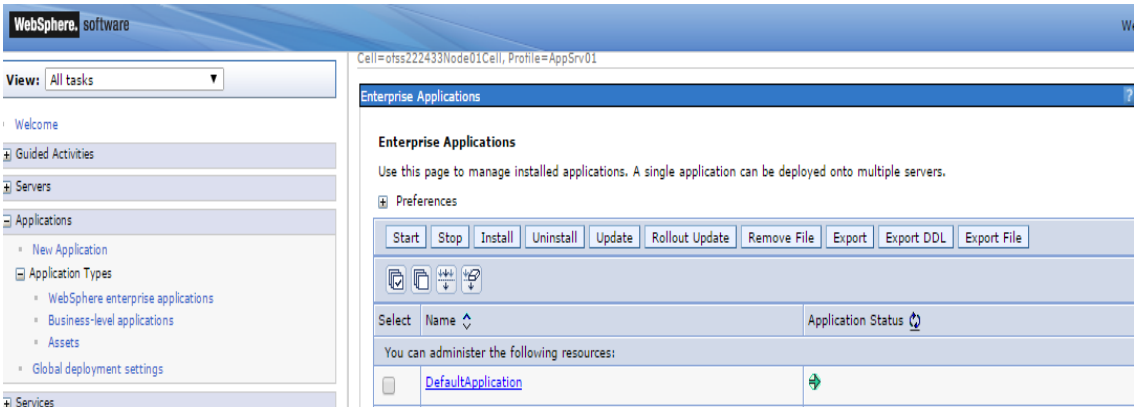 WebSphere. software
We
View: All tasks
Welcome
Guided Activities
Servers
Applications
New Application
Application Types
WebSphere enterprise applications
Business-level applications
Assets
Global deployment settings
Services
Cell=ofss222433Node01Cell, Profile=AppSrv01
Enterprise Applications ?
Enterprise Applications
Use this page to manage installed applications. A single application can be deployed onto multiple servers.
Preferences
Start Stop Install Uninstall Update Rollout Update Remove File Export Export DDL Export File
Select Name Application Status
You can administer the following resources:
DefaultApplication